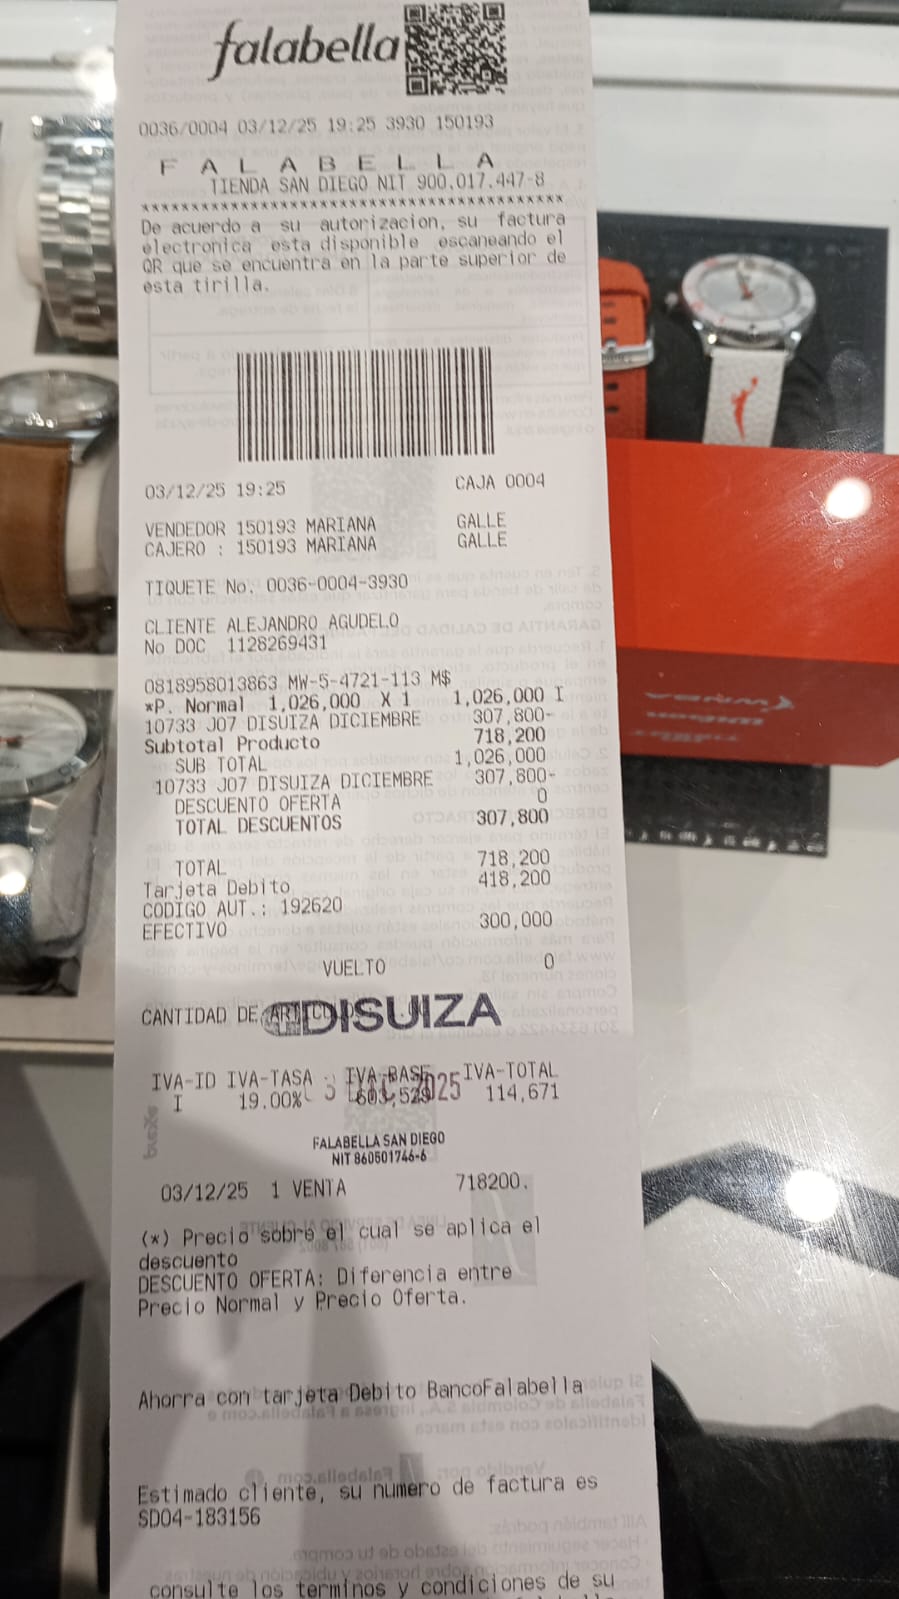 falabella
0036/0004 03/12/25 19:25 3930 150193
F A L A B E L L A
TIENDA SAN DIEGO NIT 900.017.447-8
******************************************
De acuerdo a su autorizacion, su factura
electronica esta disponible escaneando el
QR que se encuentra en la parte superior de
esta tirilla.
03/12/25 19:25 CAJA 0004
VENDEDOR 150193 MARIANA GALLE
CAJERO : 150193 MARIANA GALLE
TIQUETE No. 0036-0004-3930
CLIENTE ALEJANDRO AGUDELO
No DOC 1128269431
0818958013863 MW-5-4721-113 M$
*P. Normal 1,026,000 X 1 1,026,000 I
10733 J07 DISUIZA DICIEMBRE 307,800-
Subtotal Producto 718,200
SUB TOTAL 1,026,000
10733 J07 DISUIZA DICIEMBRE 307,800-
DESCUENTO OFERTA 0
TOTAL DESCUENTOS 307,800
TOTAL 718,200
Tarjeta Debito 418,200
CODIGO AUT.: 192620
EFECTIVO 300,000
VUELTO 0
CANTIDAD DE
DISUIZA
IVA-ID IVA-TASA IVA-BASE IVA-TOTAL
I 19.00% 603,529 114,671
3 DIC 2025
FALABELLA SAN DIEGO
NIT 860501746-6
03/12/25 1 VENTA 718200.
(*) Precio sobre el cual se aplica el
descuento
DESCUENTO OFERTA: Diferencia entre
Precio Normal y Precio Oferta.
Ahorra con tarjeta Debito BancoFalabella
Estimado cliente, su numero de factura es
SD04-183156
consulte los terminos y condiciones de su